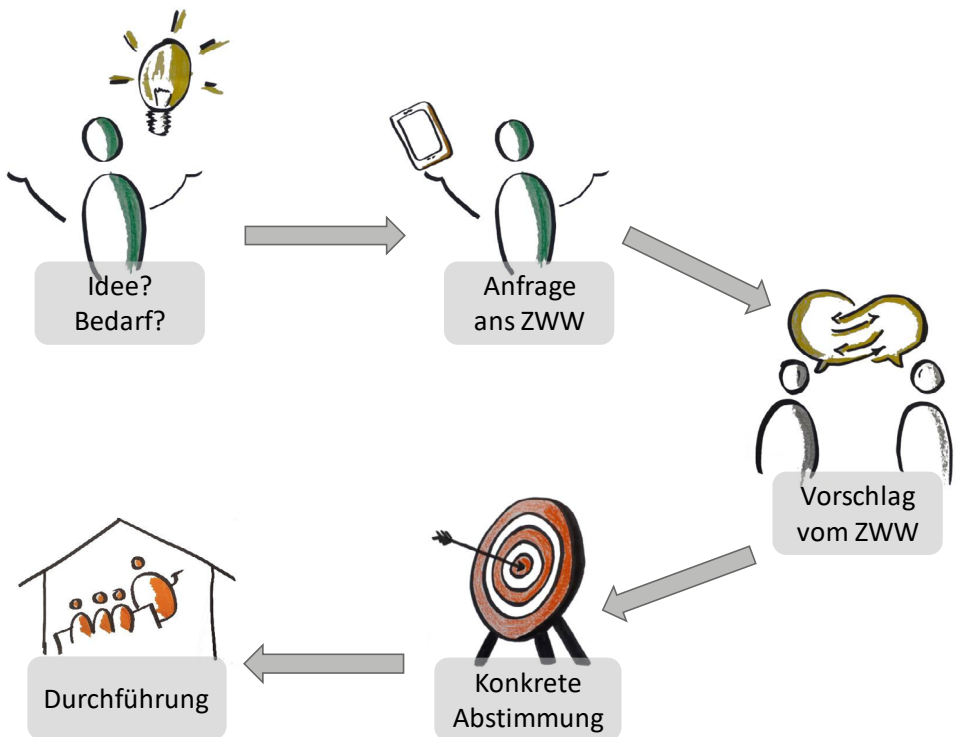 Idee?
Bedarf?
Anfrage
ans ZWW
Vorschlag
vom ZWW
Konkrete
Abstimmung
Durchführung